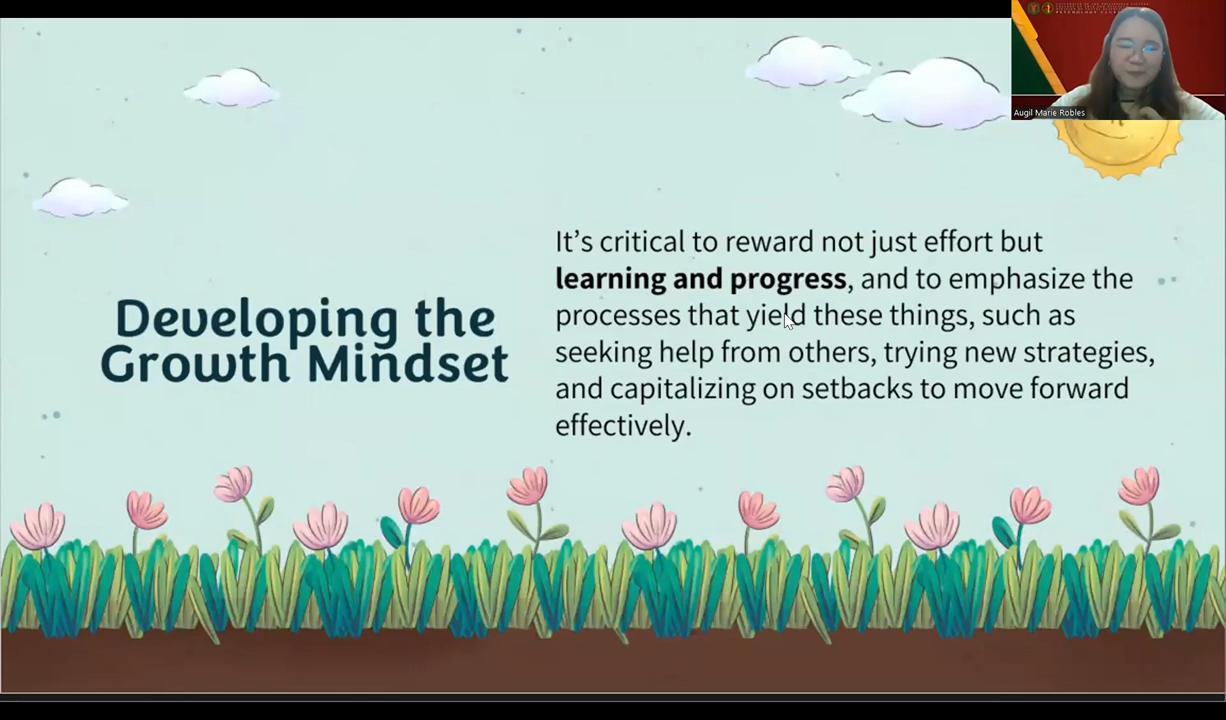 Augil Marie Robles
Developing the
Growth Mindset
It's critical to reward not just effort but
learning and progress, and to emphasize the
processes that yield these things, such as
seeking help from others, trying new strategies,
and capitalizing on setbacks to move forward
effectively.